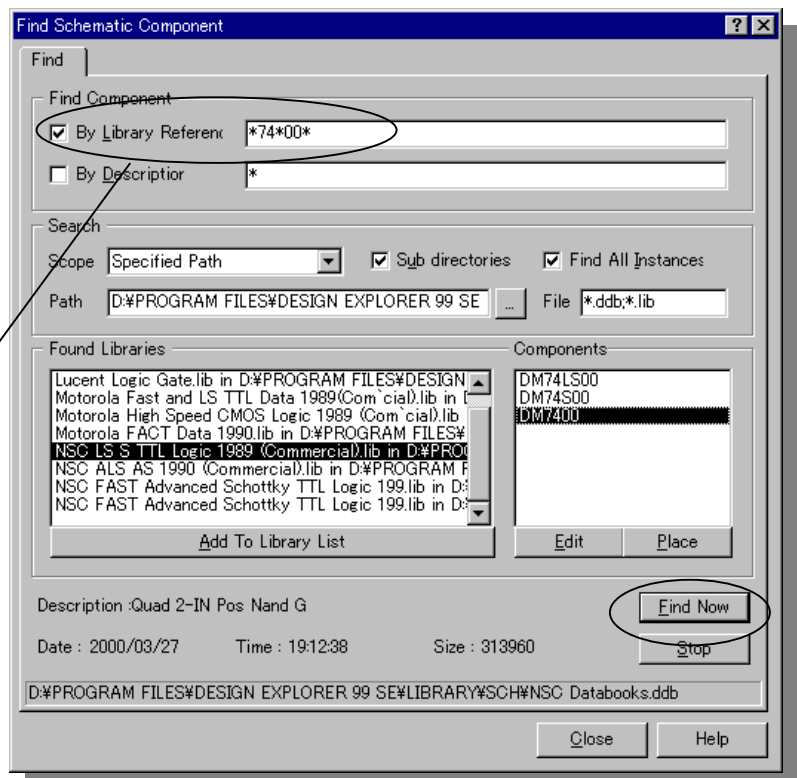 Find Schematic Component
Find
Find Component
By Library Referenc *74*00*
By Descriptior *
Search
Scope Specified Path Sub directories Find All Instances
Path D:¥PROGRAM FILES¥DESIGN EXPLORER 99 SE ... File *.ddb;*.lib
Found Libraries
Lucent Logic Gate.lib in D:¥PROGRAM FILES¥DESIGN
Motorola Fast and LS TTL Data 1989(Com`cial).lib in D
Motorola High Speed CMOS Logic 1989 (Com`cial).lib
Motorola FACT Data 1990.lib in D:¥PROGRAM FILES¥
NSC LS S TTL Logic 1989 (Commercial).lib in D:¥PROG
NSC ALS AS 1990 (Commercial).lib in D:¥PROGRAM F
NSC FAST Advanced Schottky TTL Logic 199.lib in D:
NSC FAST Advanced Schottky TTL Logic 199.lib in D:
Add To Library List
Components
DM74LS00
DM74S00
DM7400
Edit Place
Description :Quad 2-IN Pos Nand G
Find Now
Date : 2000/03/27 Time : 19:12:38 Size : 313960
Stop
D:¥PROGRAM FILES¥DESIGN EXPLORER 99 SE¥LIBRARY¥SCH¥NSC Databooks.ddb
Close Help